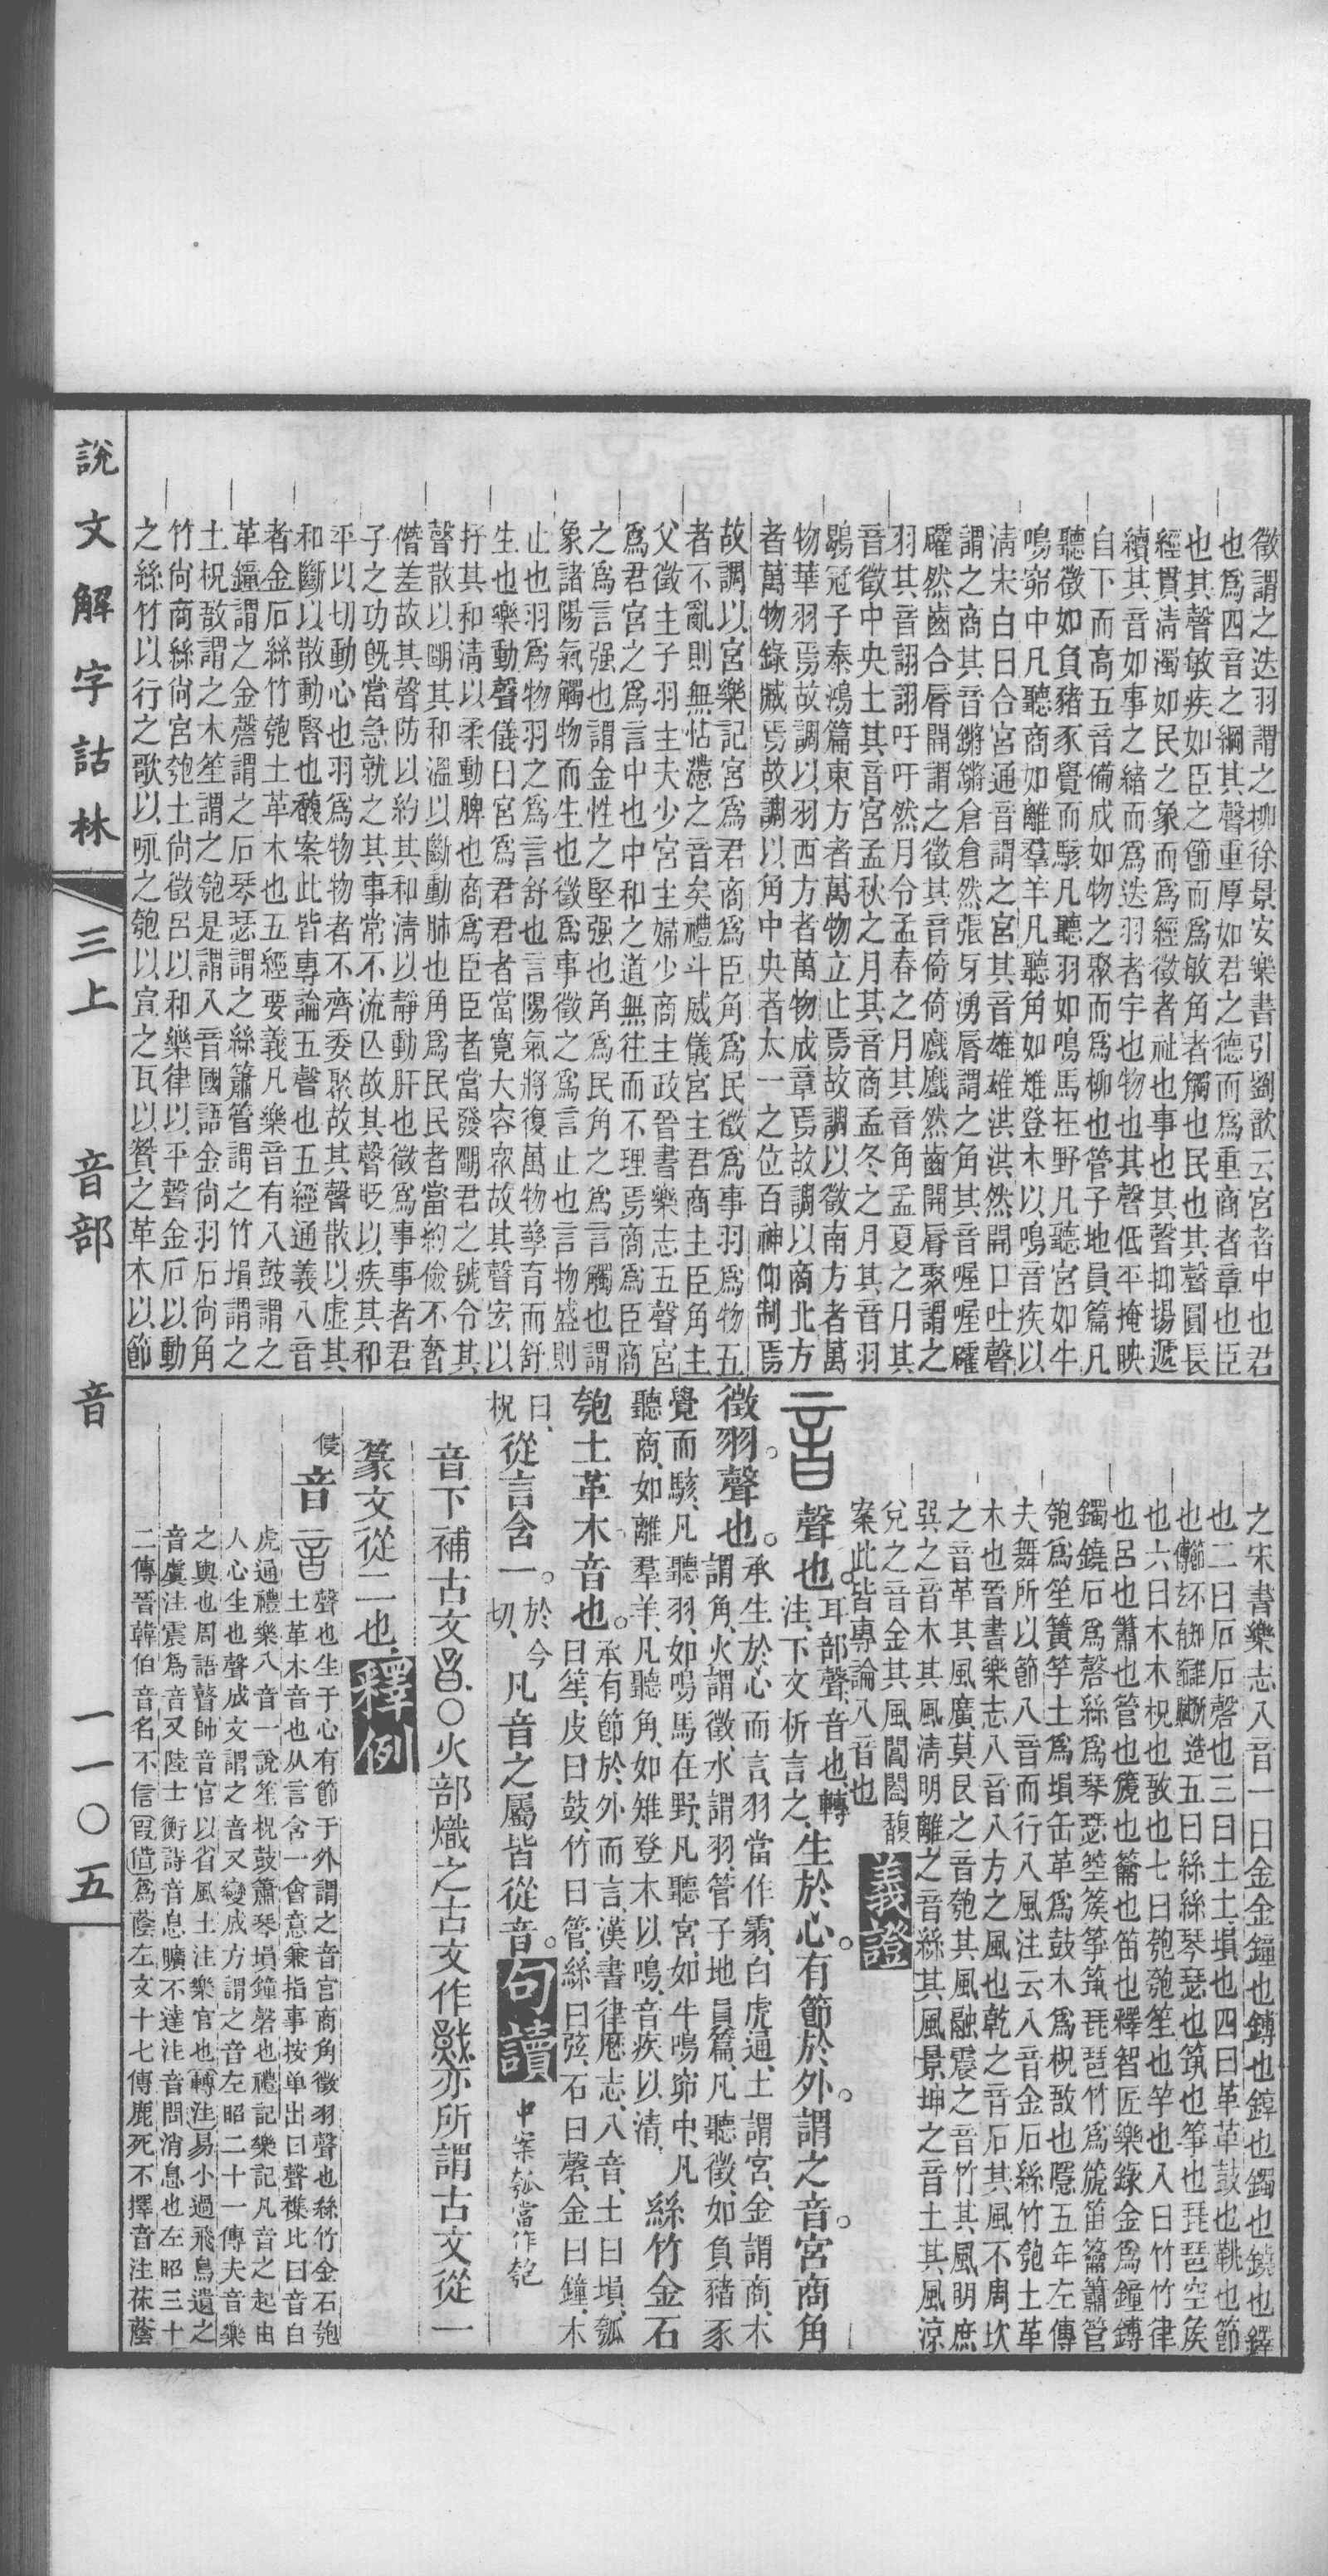 徵謂之迭羽謂之柳徐景安樂書引劉歆云宮者中也君
也爲四音之綱其聲重厚如君之德而爲重商者章也臣
也其聲敏疾如臣之節而爲敏角者觸也民也其聲圓長
經貫淸濁如民之象而爲經徵者祉也事也其聲抑揚遞
續其音如事之緒而爲迭羽者宇也物也其聲低平掩映
自下而高五音備成如物之聚而爲柳也管子地員篇凡
聽徵如負豬豕覺而駭凡聽羽如鳴馬在野凡聽宮如牛
鳴窌中凡聽商如離羣羊凡聽角如雉登木以鳴音疾以
淸宋白曰合宮通音謂之宮其音雄雄洪洪然開口吐聲
謂之商其音鏘鏘倉倉然張牙湧脣謂之角其音喔喔𥗮
𥗮然齒合脣開謂之徵其音倚倚戲戲然齒開脣聚謂之
羽其音詡詡吁吁然月令孟春之月其音角孟夏之月其
音徵中央土其音宮孟秋之月其音商孟冬之月其音羽
鶡冠子泰鴻篇東方者萬物立止焉故調以徵南方者萬
物華羽焉故調以羽西方者萬物成章焉故調以商北方
者萬物錄臧焉故調以角中央者太一之位百神仰制焉
故調以宮樂記宮爲君商爲臣角爲民徵爲事羽爲物五
者不亂則無怗懘之音矣禮斗威儀宮主君商主臣角主
父徵主子羽主夫少宮主婦少商主政晉書樂志五聲宮
爲君宮之爲言中也中和之道無往而不理焉商爲臣商
之爲言强也謂金性之堅强也角爲民角之爲言觸也謂
象諸陽氣觸物而生也徵爲事徵之爲言止也言物盛則
止也羽爲物羽之爲言舒也言陽氣將復萬物孳育而舒
生也樂動聲儀曰宮爲君君者當寬大容衆故其聲宏以
抒其和淸以柔動脾也商爲臣臣者當發明君之號令其
聲散以明其和溫以斷動肺也角爲民民者當約儉不奢
僭差故其聲防以約其和淸以靜動肝也徵爲事事者君
子之功旣當急就之其事常不流亾故其聲貶以疾其和
平以切動心也羽爲物物者不齊委聚故其聲散以虛其
和斷以散動腎也馥案此皆專論五聲也五經通義八音
者金石絲竹匏土革木也五經要義凡樂音有八鼓謂之
革鐘謂之金磬謂之石琴瑟謂之絲簫管謂之竹塤謂之
土柷敔謂之木笙謂之匏是謂八音國語金尙羽石尙角
竹尙商絲尙宮匏土尙徵呂以和樂律以平聲金石以動
之絲竹以行之歌以咏之匏以宣之瓦以贊之革木以節
之宋書樂志八音一曰金金鐘也鎛也錞也鐲也鐃也鐸
也二曰石石磬也三曰土土塤也四曰革革鼓也鞉也節
也造五曰絲絲琴瑟也筑也箏也琵琶空矦
也六曰木木柷也敔也七曰匏匏笙也竽也八曰竹竹律
也呂也簫也管也篪也籥也笛也釋智匠樂錄金爲鐘鎛
鐲鐃石爲磬絲爲琴瑟箜篌箏筑琵琶竹爲篪笛籥簫管
匏爲笙簧竽土爲塤缶革爲鼓木爲柷敔也隱五年左傳
夫舞所以節八音而行八風注云八音金石絲竹匏土革
木也晉書樂志八音八方之風也乾之音石其風不周坎
之音革其風廣莫艮之音匏其風融震之音竹其風明庶
巽之音木其風淸明離之音絲其風景坤之音土其風涼
兌之音金其風閶闔馥
案此皆專論八音也
義證
音 聲也。耳部聲、音也、轉注、下文析言之、生於心。有節於外。謂之音。宮商角
徵羽。聲也。承生於心而言、羽當作雩、白虎通、土謂宮、金謂商、木謂角、火謂徵、水謂羽、管子地員篇、凡聽徵、如負豬豕
覺而駭、凡聽羽、如鳴馬在野、凡聽宮、如牛鳴窌中、凡聽商、如離羣羊、凡聽角、如雉登木以鳴、音疾以淸、絲竹金石
匏土革木。音也。承有節於外而言、漢書律厤志、八音、土曰塤、瓠曰笙、皮曰鼓、竹曰管、絲曰弦、石曰磬、金曰鐘、木
曰柷、從言含一。於今切、凡音之屬皆從音。句讀 中案瓠當作匏
音下補古文〇火部熾之古文作亦所謂古文從一
篆文從二也、釋例
侵 音 聲也生于心有節于外謂之音宮商角徵羽聲也絲竹金石匏
土革木音也从言含一會意兼指事按单出曰聲襍比曰音白
虎通禮樂八音一說笙柷鼓簫琴塤鐘磬也禮記樂記凡音之起由
人心生也聲成文謂之音又變成方謂之音左昭二十一傳夫音樂
之輿也周語瞽帥音官以省風土注樂官也轉注易小過飛鳥遺之
音虞注震爲音又陸士衡詩音息曠不達注音問消息也左昭三十
二傳晉韓伯音名不信叚借爲蔭左文十七傳鹿死不擇音注茠蔭
說文解字詁林
三上
音部
音
一一〇五